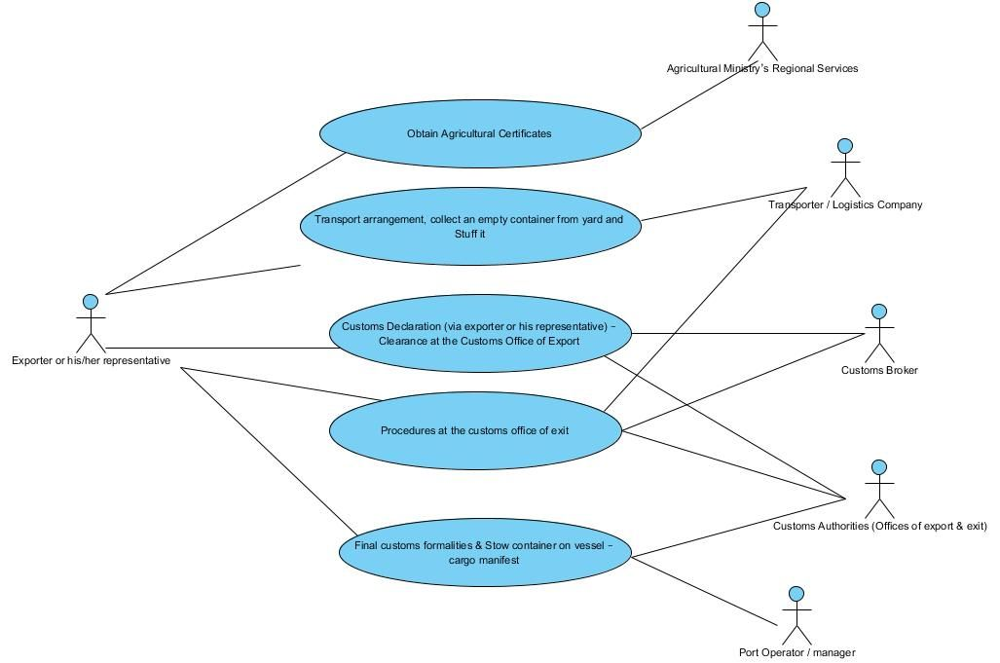 Agricultural Ministry's Regional Services
Obtain Agricultural Certificates
Transporter / Logistics Company
Transport arrangement, collect an empty container from yard and
Stuff it
Customs Declaration (via exporter or his representative) –
Clearance at the Customs Office of Export
Exporter or his/her representative
Customs Broker
Procedures at the customs office of exit
Customs Authorities (Offices of export & exit)
Final customs formalities & Stow container on vessel –
cargo manifest
Port Operator / manager